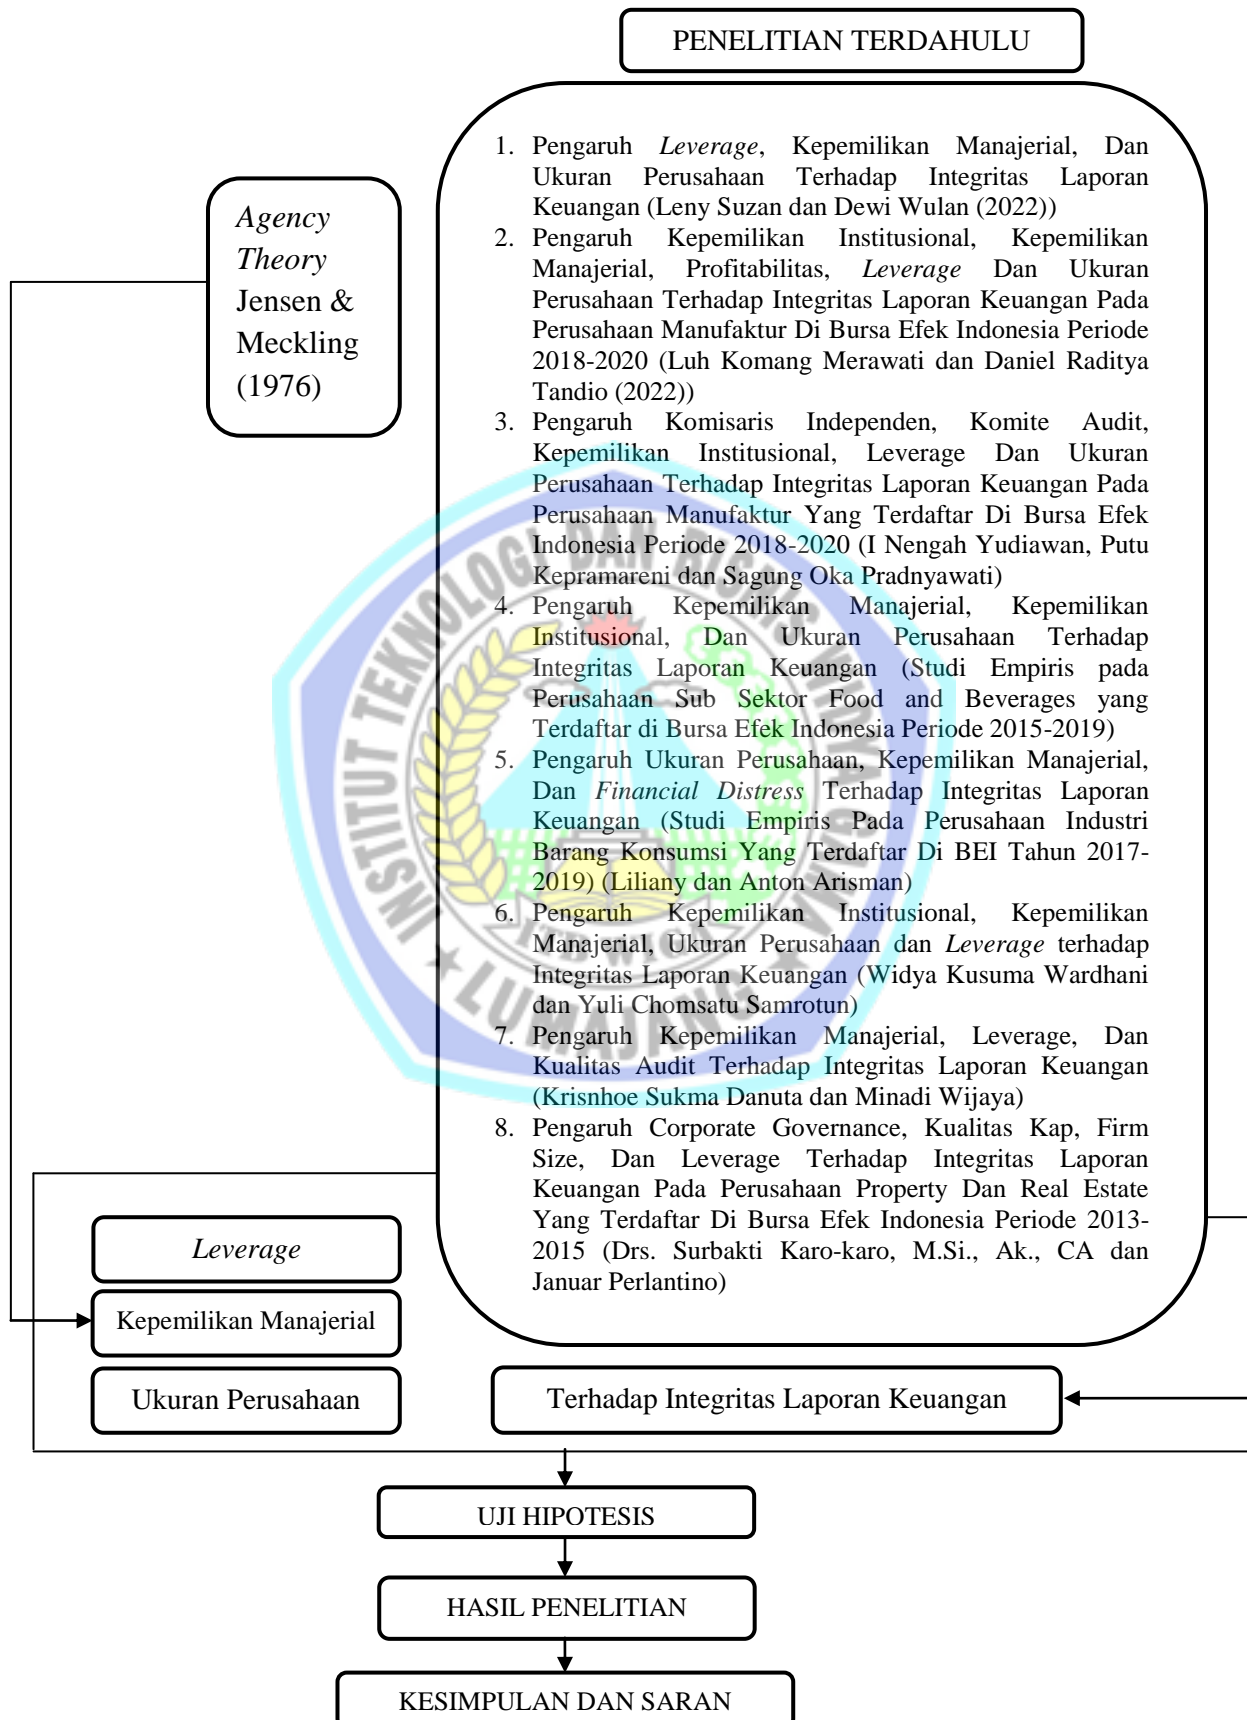 PENELITIAN TERDAHULU
Agency
Theory
Jensen &
Meckling
(1976)
1. Pengaruh Leverage, Kepemilikan Manajerial, Dan
Ukuran Perusahaan Terhadap Integritas Laporan
Keuangan (Leny Suzan dan Dewi Wulan (2022))
2. Pengaruh Kepemilikan Institusional, Kepemilikan
Manajerial, Profitabilitas, Leverage Dan Ukuran
Perusahaan Terhadap Integritas Laporan Keuangan Pada
Perusahaan Manufaktur Di Bursa Efek Indonesia Periode
2018-2020 (Luh Komang Merawati dan Daniel Raditya
Tandio (2022))
3. Pengaruh Komisaris Independen, Komite Audit,
Kepemilikan Institusional, Leverage Dan Ukuran
Perusahaan Terhadap Integritas Laporan Keuangan Pada
Perusahaan Manufaktur Yang Terdaftar Di Bursa Efek
Indonesia Periode 2018-2020 (I Nengah Yudiawan, Putu
Kepramareni dan Sagung Oka Pradnyawati)
4. Pengaruh Kepemilikan Manajerial, Kepemilikan
Institusional, Dan Ukuran Perusahaan Terhadap
Integritas Laporan Keuangan (Studi Empiris pada
Perusahaan Sub Sektor Food and Beverages yang
Terdaftar di Bursa Efek Indonesia Periode 2015-2019)
5. Pengaruh Ukuran Perusahaan, Kepemilikan Manajerial,
Dan Financial Distress Terhadap Integritas Laporan
Keuangan (Studi Empiris Pada Perusahaan Industri
Barang Konsumsi Yang Terdaftar Di BEI Tahun 2017-
2019) (Liliany dan Anton Arisman)
6. Pengaruh Kepemilikan Institusional, Kepemilikan
Manajerial, Ukuran Perusahaan dan Leverage terhadap
Integritas Laporan Keuangan (Widya Kusuma Wardhani
dan Yuli Chomsatu Samrotun)
7. Pengaruh Kepemilikan Manajerial, Leverage, Dan
Kualitas Audit Terhadap Integritas Laporan Keuangan
(Krisnhoe Sukma Danuta dan Minadi Wijaya)
8. Pengaruh Corporate Governance, Kualitas Kap, Firm
Size, Dan Leverage Terhadap Integritas Laporan
Keuangan Pada Perusahaan Property Dan Real Estate
Yang Terdaftar Di Bursa Efek Indonesia Periode 2013-
2015 (Drs. Surbakti Karo-karo, M.Si., Ak., CA dan
Januar Perlantino)
INSTITUT TEKNOLOGI DAN BISNIS WIDYA GAMA
ITB WIGA
LUMAJANG
Leverage
Kepemilikan Manajerial
Ukuran Perusahaan
Terhadap Integritas Laporan Keuangan
UJI HIPOTESIS
HASIL PENELITIAN
KESIMPULAN DAN SARAN